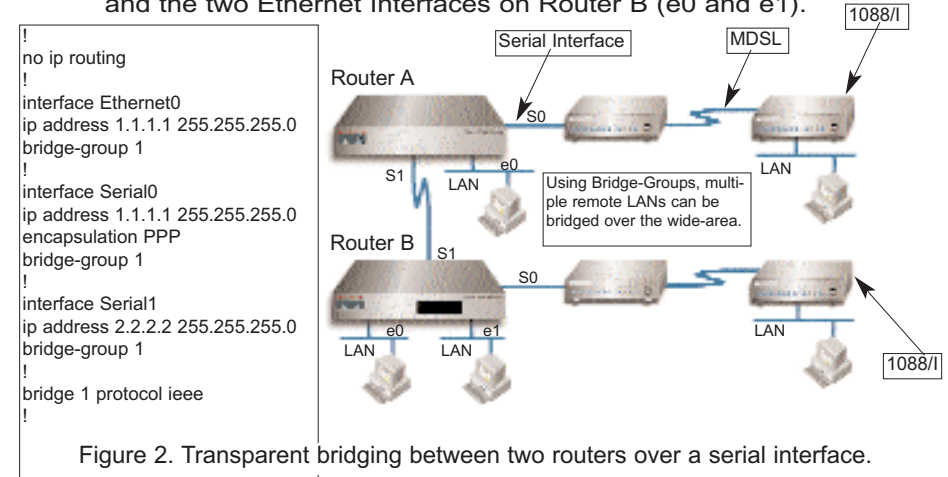 and the two Ethernet Interfaces on Router B (e0 and e1).
!
no ip routing
!
interface Ethernet0
ip address 1.1.1.1 255.255.255.0
bridge-group 1
!
interface Serial0
ip address 1.1.1.1 255.255.255.0
encapsulation PPP
bridge-group 1
!
interface Serial1
ip address 2.2.2.2 255.255.255.0
bridge-group 1
!
bridge 1 protocol ieee
!
1088/I
Serial Interface
MDSL
Router A
S0
S1
LAN
e0
LAN
Using Bridge-Groups, multi-
ple remote LANs can be
bridged over the wide-area.
Router B
S1
S0
e0
LAN
e1
LAN
LAN
1088/I
Figure 2. Transparent bridging between two routers over a serial interface.